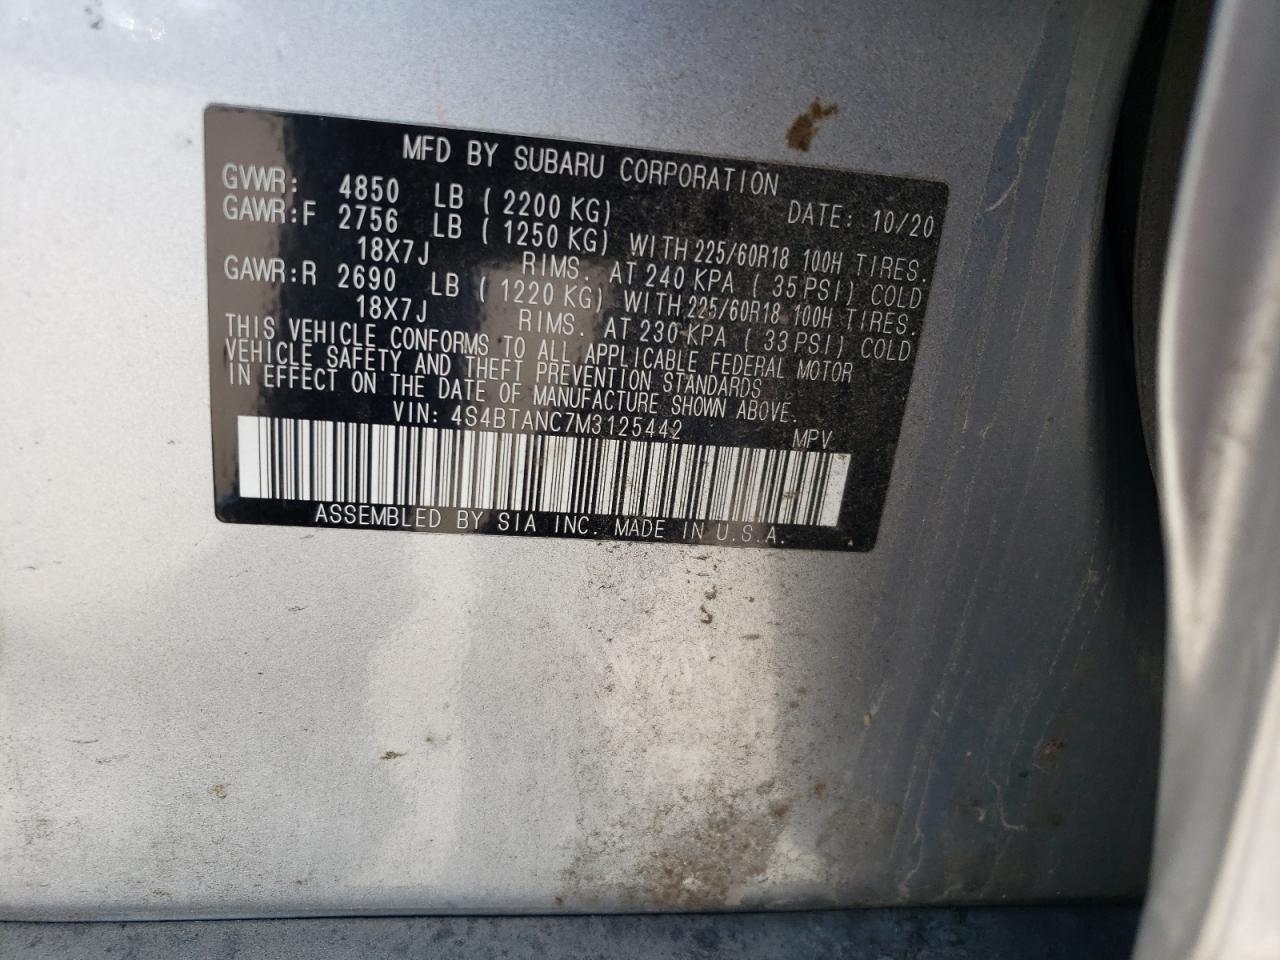 MFD BY SUBARU CORPORATION
DATE: 10/20
GVWR: 4850 LB ( 2200 KG)
GAWR:F 2756 LB ( 1250 KG) WITH 225/60R18 100H TIRES.
18X7J RIMS. AT 240 KPA ( 35 PSI) COLD
GAWR:R 2690 LB ( 1220 KG) WITH 225/60R18 100H TIRES.
18X7J RIMS. AT 230 KPA ( 33 PSI) COLD
THIS VEHICLE CONFORMS TO ALL APPLICABLE FEDERAL MOTOR
VEHICLE SAFETY AND THEFT PREVENTION STANDARDS
IN EFFECT ON THE DATE OF MANUFACTURE SHOWN ABOVE.
VIN: 4S4BTANC7M3125442 MPV
ASSEMBLED BY SIA INC. MADE IN U.S.A.